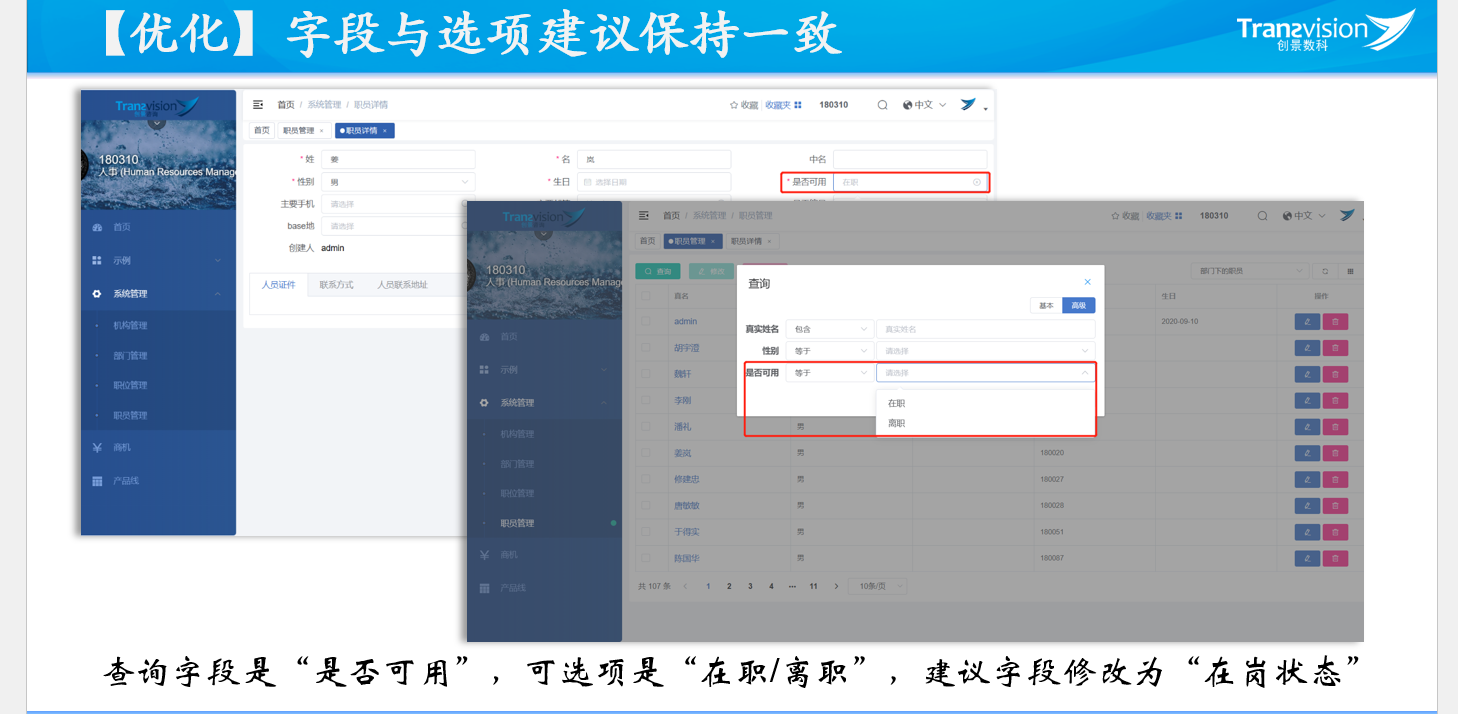 【优化】字段与选项建议保持一致
Transvision
创景数科
Transvision
180310
人事 (Human Resources Manag
首页
示例
系统管理
机构管理
部门管理
职位管理
职员管理
商机
产品线
首页 / 系统管理 / 职员详情
收藏 收藏夹 180310 中文
首页 职员管理 × 职员详情 ×
* 姓 姜 * 名 岚 中名
* 性别 男 * 生日 选择日期 * 是否可用 在职
主要手机 请选择
base地 请选择
创建人 admin
人员证件 联系方式 人员联系地址
Transvision
180310
人事 (Human Resources Manag
首页
示例
系统管理
机构管理
部门管理
职位管理
职员管理
商机
产品线
首页 / 系统管理 / 职员管理
收藏 收藏夹 180310 中文
首页 职员管理 × 职员详情 ×
查询 修改 部门下的职员
真名 生日 操作
admin 2020-09-10
胡宇澄
魏轩
李刚
潘礼 男
姜岚 男 180020
修建忠 男 180027
唐敏敏 男 180028
于得实 男 180051
陈国华 男 180087
共 107 条 < 1 2 3 4 ••• 11 > 10条/页
查询 ×
基本 高级
真实姓名 包含 真实姓名
性别 等于 请选择
是否可用 等于 请选择
在职
离职
查询字段是“是否可用”，可选项是“在职/离职”，建议字段修改为“在岗状态”